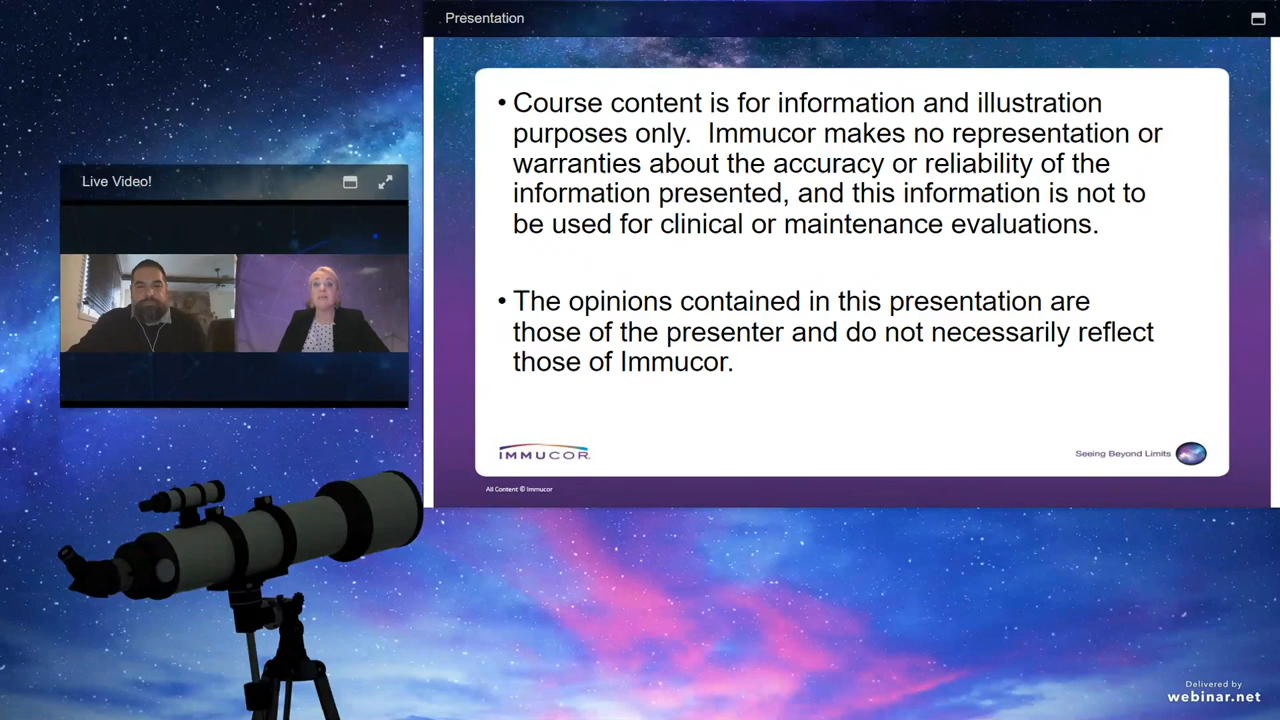 Presentation
Live Video!
• Course content is for information and illustration
purposes only.  Immucor makes no representation or
warranties about the accuracy or reliability of the
information presented, and this information is not to
be used for clinical or maintenance evaluations.
• The opinions contained in this presentation are
those of the presenter and do not necessarily reflect
those of Immucor.
IMMUCOR
Seeing Beyond Limits
All Content © Immucor
Delivered by
webinar.net